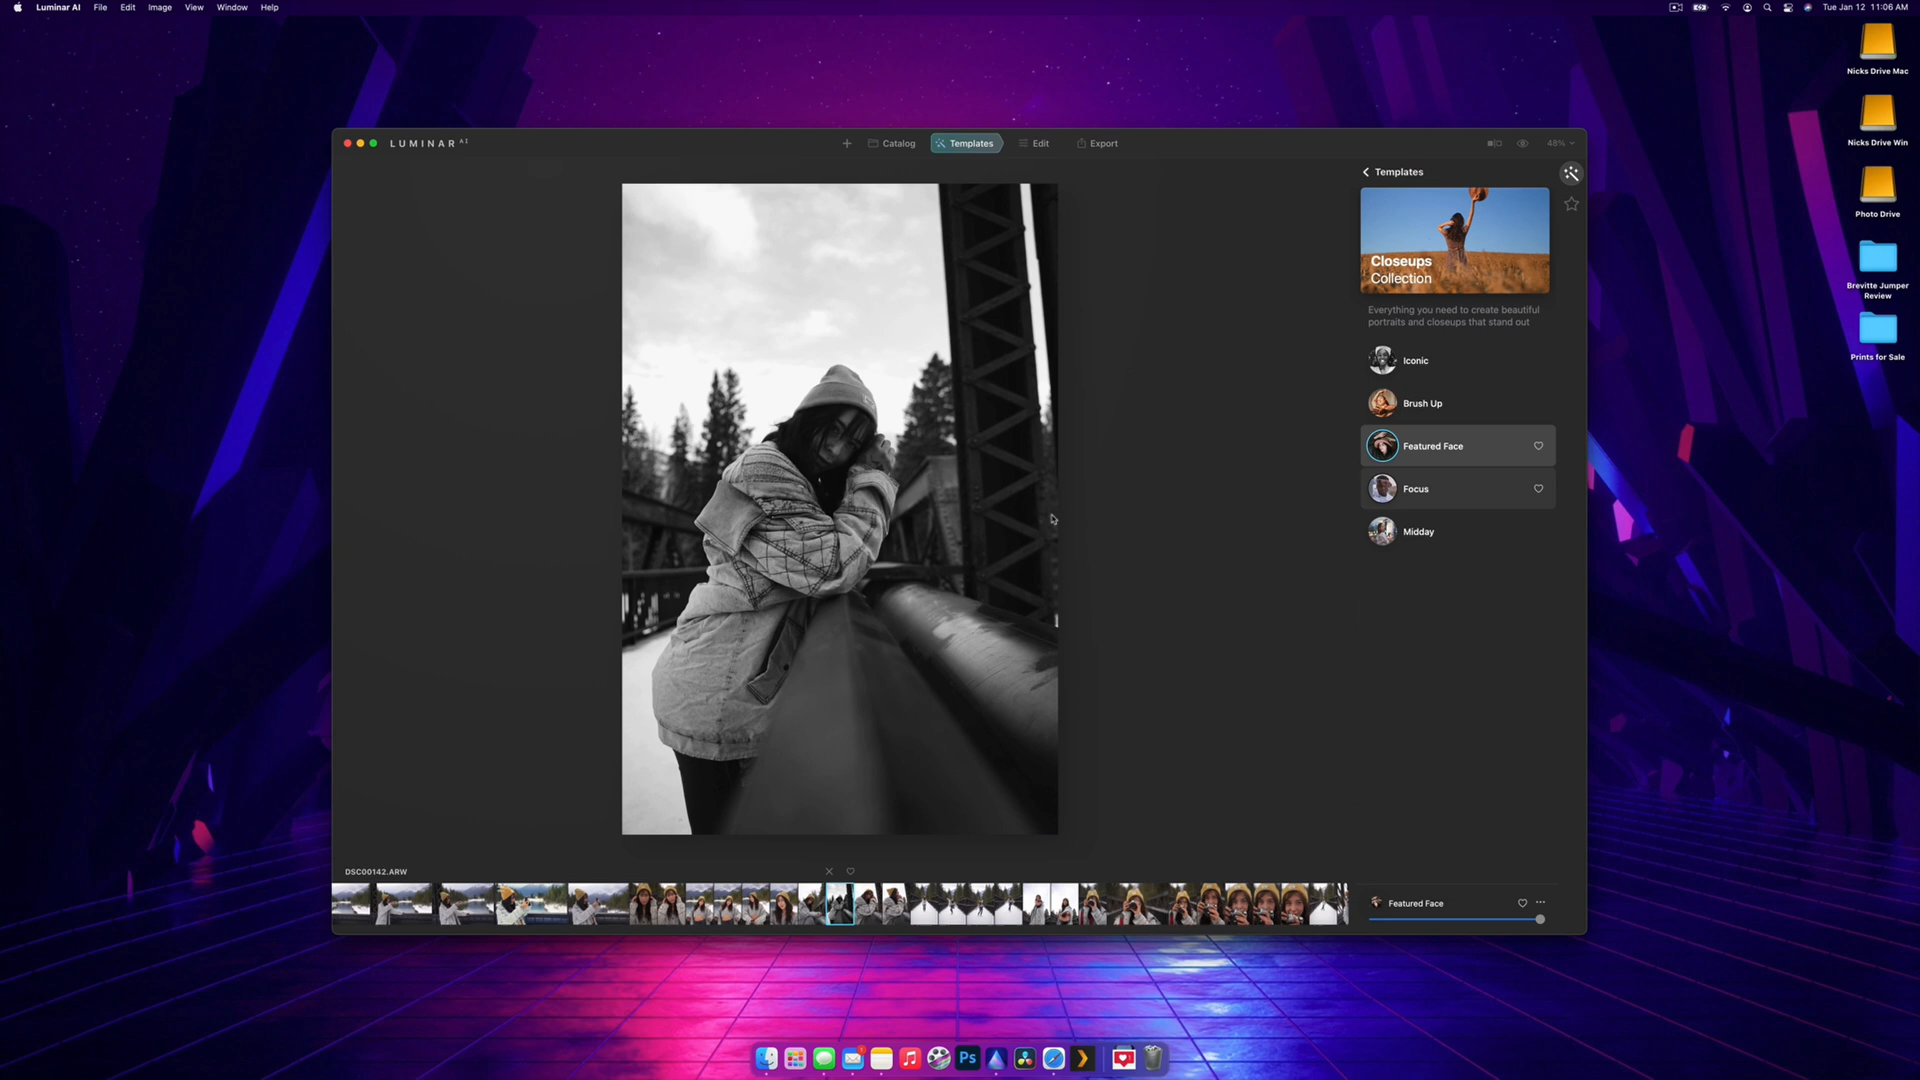 Luminar AI File Edit Image View Window Help
Tue Jan 12 11:06 AM
Nicks Drive Mac
Nicks Drive Win
Photo Drive
Brevitte Jumper
Review
Prints for Sale
LUMINAR AI
+ Catalog Templates Edit Export
48%
Templates
Closeups
Collection
Everything you need to create beautiful
portraits and closeups that stand out
Iconic
Brush Up
Featured Face
Focus
Midday
DSC00142.ARW
Featured Face
Ps